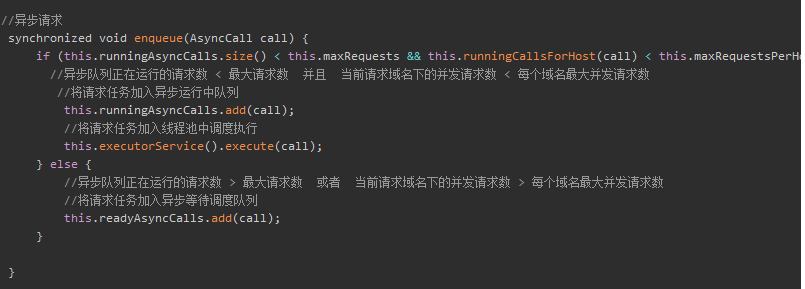 //异步请求
synchronized void enqueue(AsyncCall call) {
if (this.runningAsyncCalls.size() < this.maxRequests && this.runningCallsForHost(call) < this.maxRequestsPerHo
//异步队列正在运行的请求数 < 最大请求数 并且 当前请求域名下的并发请求数 < 每个域名最大并发请求数
//将请求任务加入异步运行中队列
this.runningAsyncCalls.add(call);
//将请求任务加入线程池中调度执行
this.executorService().execute(call);
} else {
//异步队列正在运行的请求数 > 最大请求数 或者 当前请求域名下的并发请求数 > 每个域名最大并发请求数
//将请求任务加入异步等待调度队列
this.readyAsyncCalls.add(call);
}
}